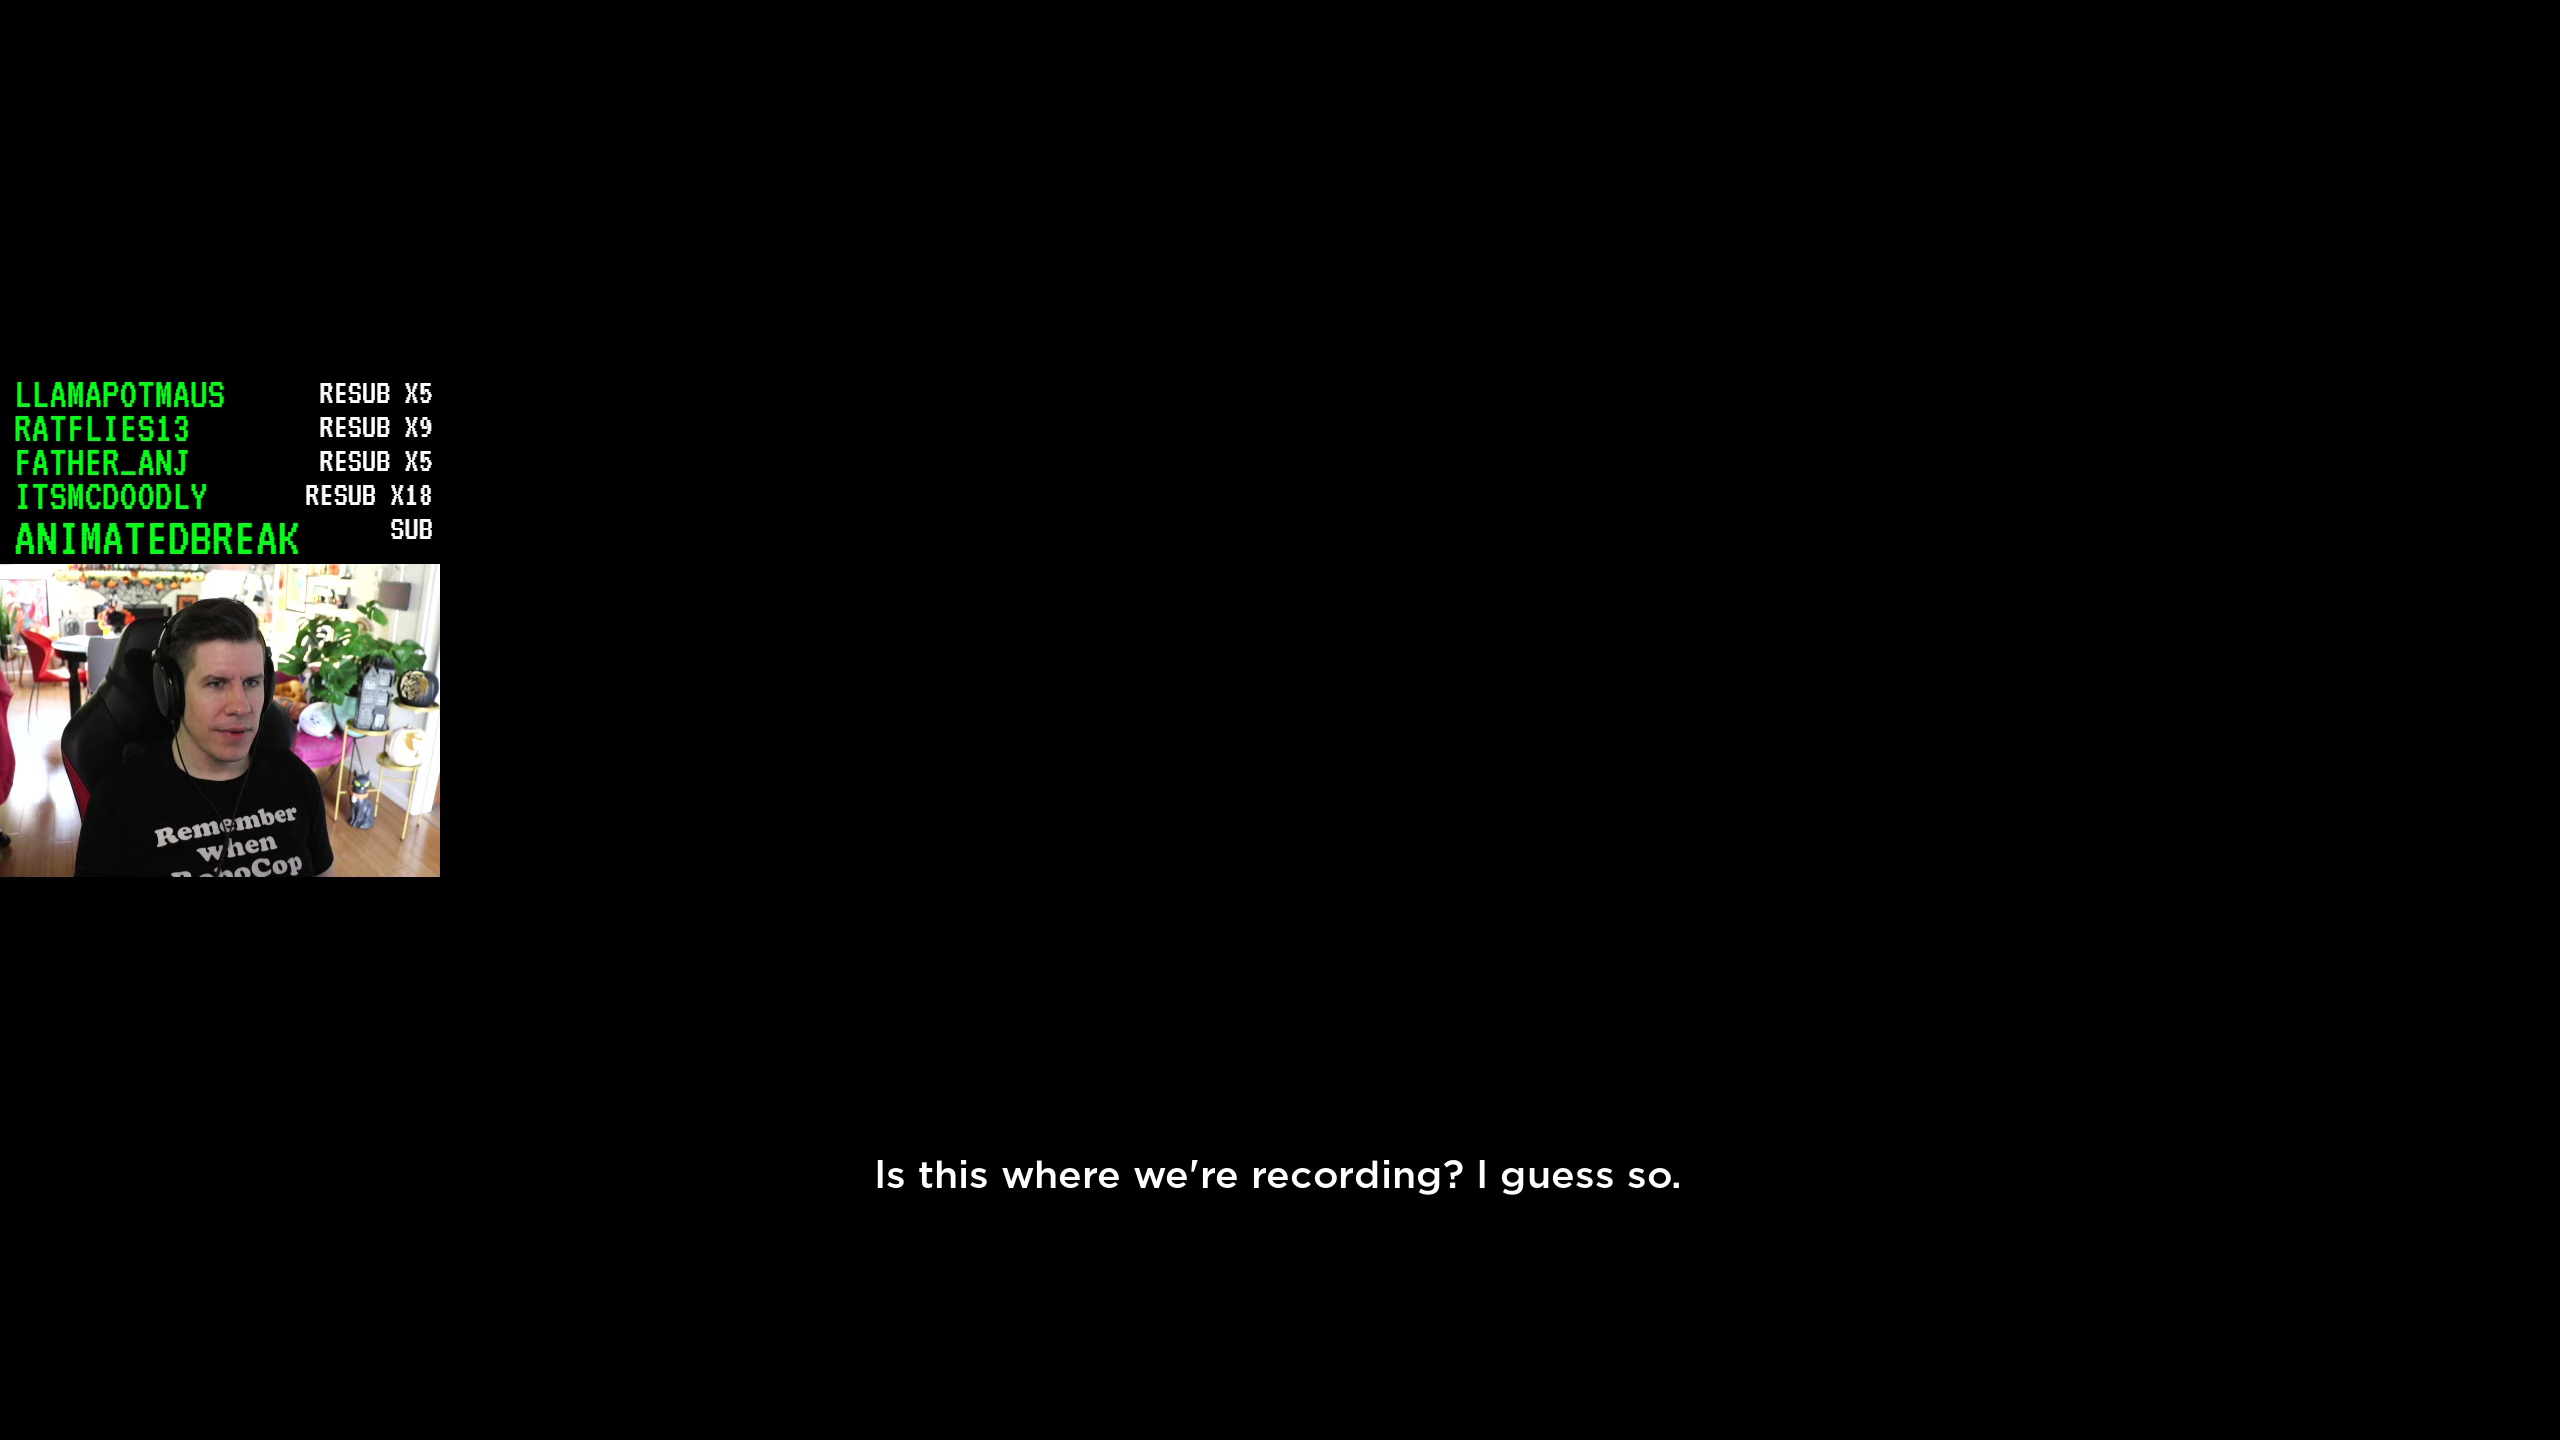 LLAMAPOTMAUS RESUB X5
RATFLIES13 RESUB X9
FATHER_ANJ RESUB X5
ITSMCDOODLY RESUB X18
ANIMATEDBREAK SUB
Remember
When
RoboCop
Is this where we're recording? I guess so.